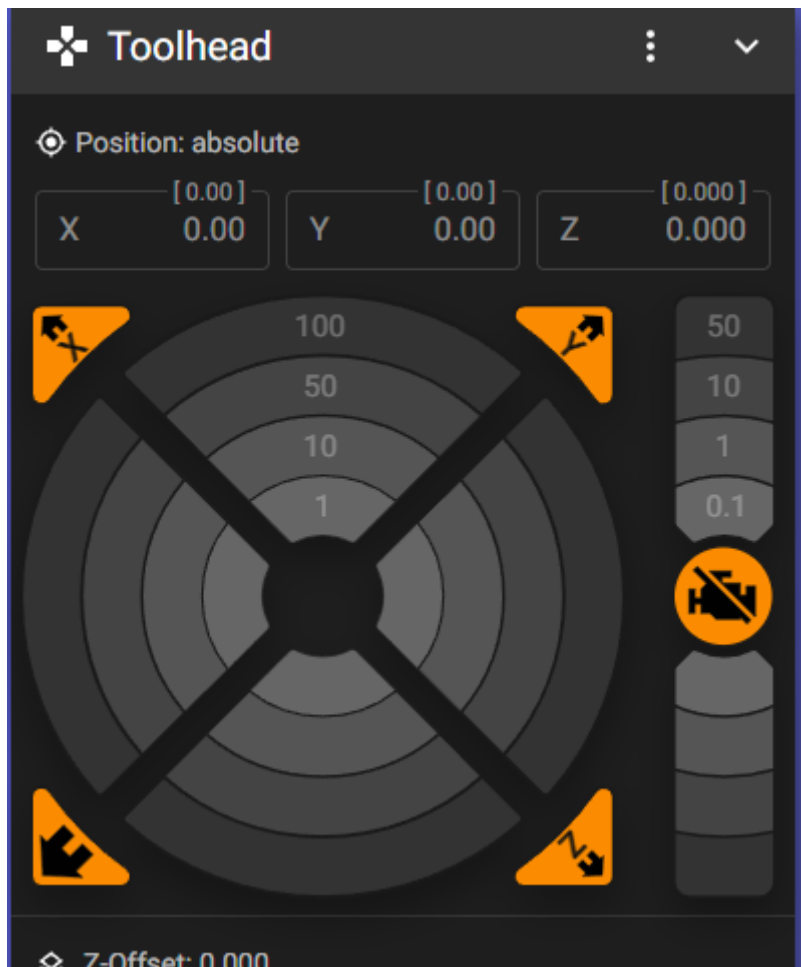 Toolhead
Position: absolute
[ 0.00 ] [ 0.00 ] [ 0.000 ]
X 0.00 Y 0.00 Z 0.000
X 100 Y 50
50 10
10 1
1 0.1
Z
Z-Offset: 0.000